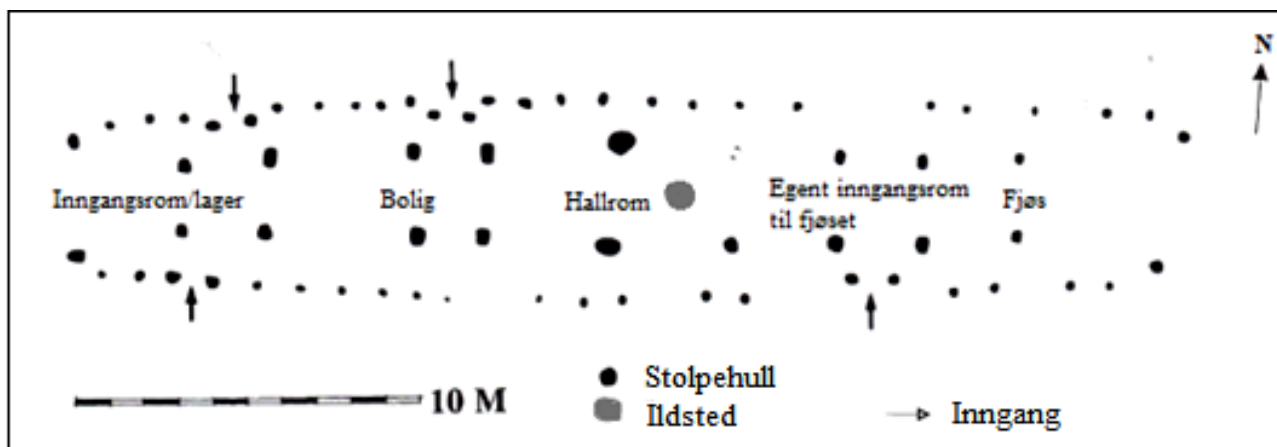 N
Inngangsrom/lager
Bolig
Hallrom
Egent inngangsrom
til fjøset
Fjøs
10 M
Stolpehull
Ildsted
Inngang